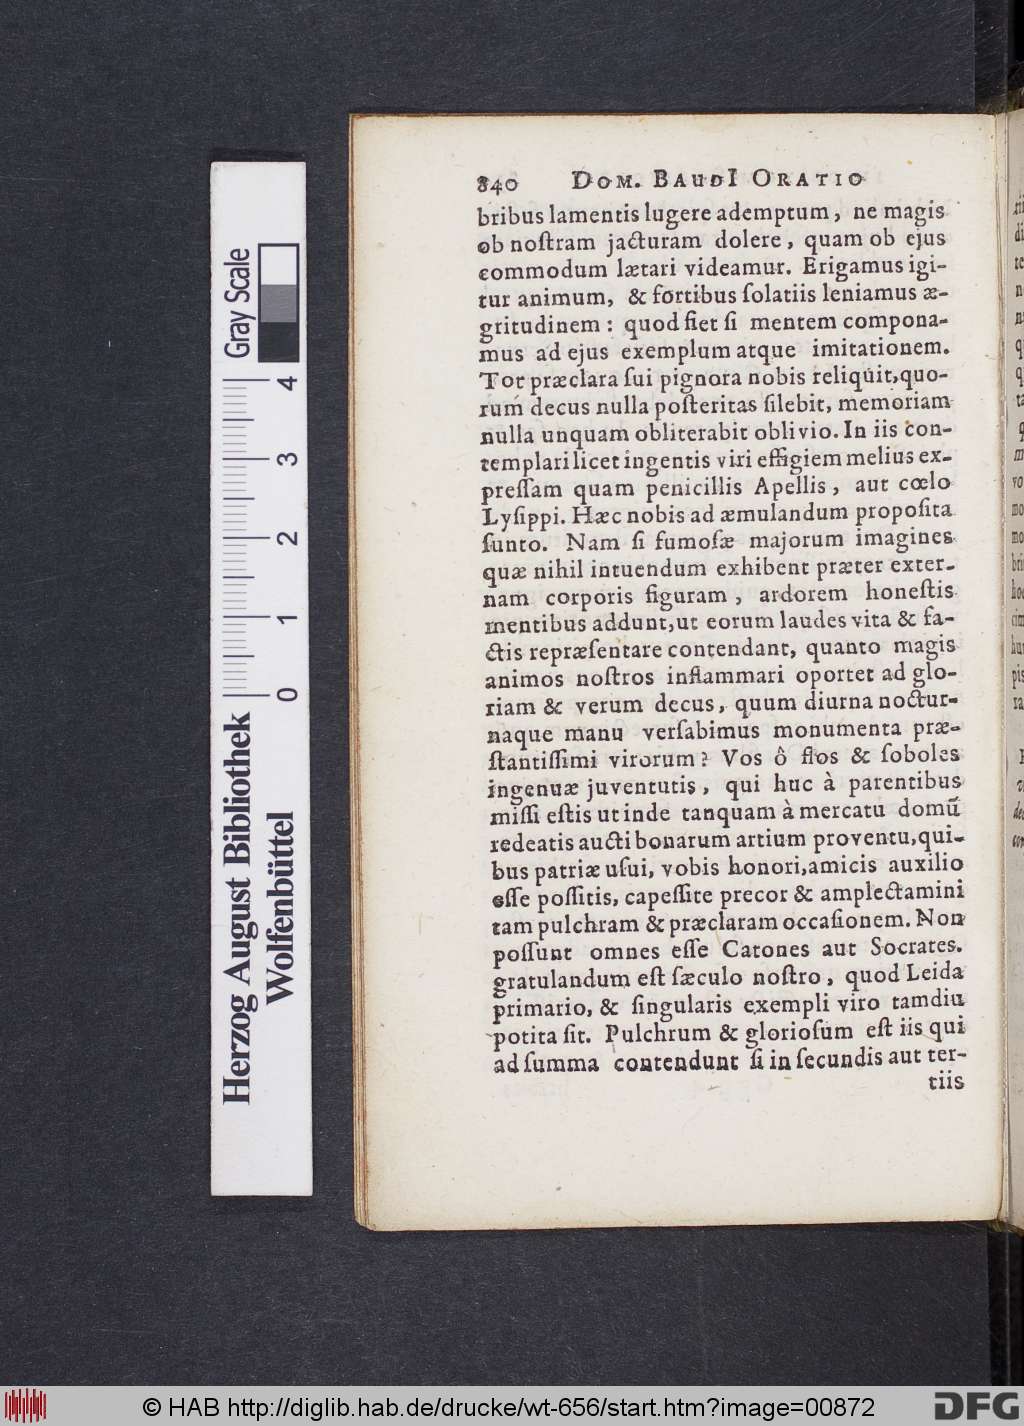 840 DOM. BAUDI ORATIO
bribus lamentis lugere ademptum, ne magis
ob noſtram jacturam dolere, quam ob ejus
commodum lætari videamur. Erigamus igi-
tur animum, & fortibus ſolatiis leniamus æ-
gritudinem: quod fiet ſi mentem compona-
mus ad ejus exemplum atque imitationem.
Tot præclara ſui pignora nobis reliquit, quo-
rum decus nulla poſteritas ſilebit, memoriam
nulla unquam obliterabit oblivio. In iis con-
templari licet ingentis viri effigiem melius ex-
preſſam quam penicillis Apellis, aut cœlo
Lyſippi. Hæc nobis ad æmulandum propoſita
ſunto. Nam ſi fumoſæ majorum imagines
quæ nihil intuendum exhibent præter exter-
nam corporis figuram, ardorem honeſtis
mentibus addunt, ut eorum laudes vita & fa-
ctis repræſentare contendant, quanto magis
animos noſtros inflammari oportet ad glo-
riam & verum decus, quum diurna noctur-
naque manu verſabimus monumenta præ-
ſtantiſſimi virorum? Vos ô flos & ſoboles
ingenuæ juventutis, qui huc à parentibus
miſſi eſtis ut inde tanquam à mercatu domũ
redeatis aucti bonarum artium proventu, qui-
bus patriæ uſui, vobis honori, amicis auxilio
eſſe poſſitis, capeſſite precor & amplectamini
tam pulchram & præclaram occaſionem. Non
poſſunt omnes eſſe Catones aut Socrates.
gratulandum eſt ſæculo noſtro, quod Leida
primario, & ſingularis exempli viro tamdiu
potita ſit. Pulchrum & glorioſum eſt iis qui
ad ſumma contendunt ſi in ſecundis aut ter-
tiis
Herzog August Bibliothek
Wolfenbüttel
0 1 2 3 4
Gray Scale
© HAB http://diglib.hab.de/drucke/wt-656/start.htm?image=00872
DFG